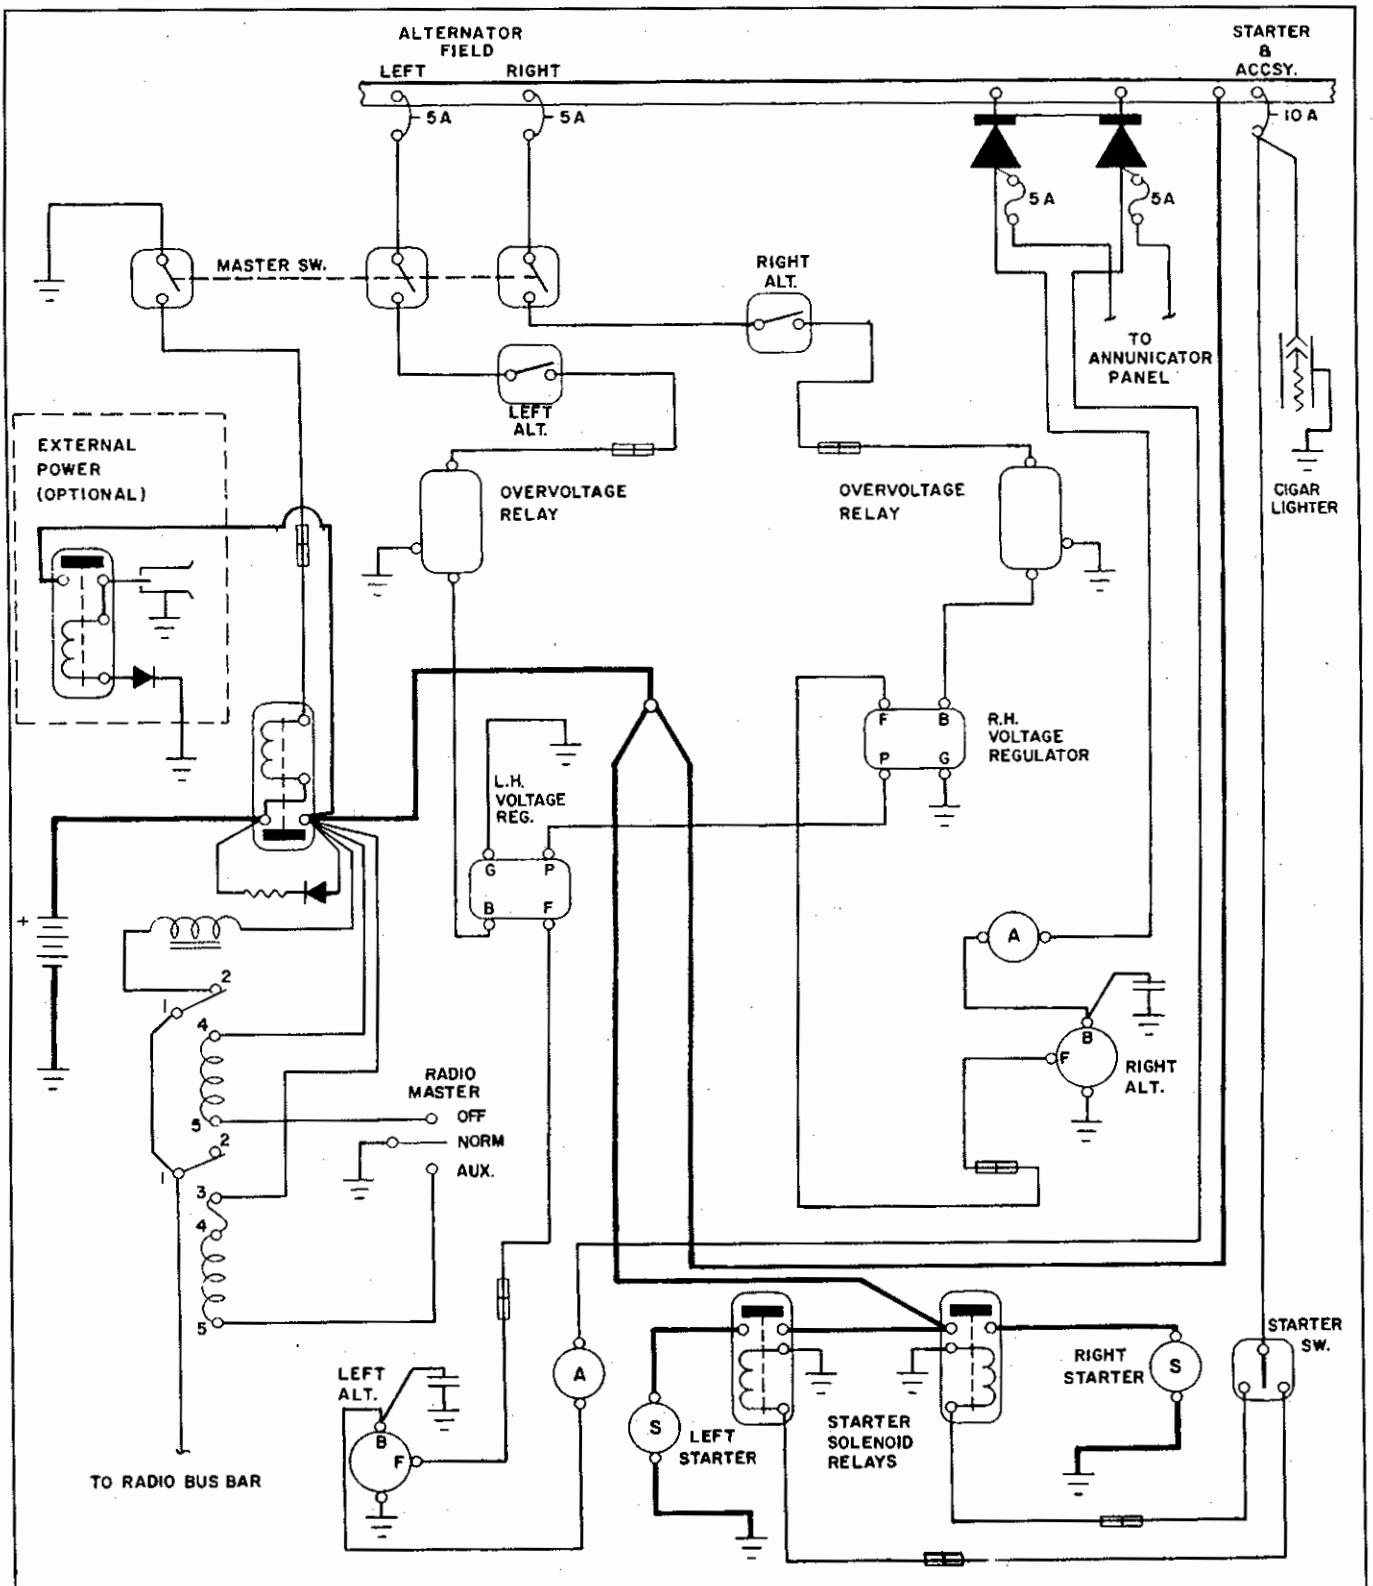 ALTERNATOR
FIELD
LEFT
RIGHT
5A
5A
STARTER
&
ACCSY.
10A
5A
5A
MASTER SW.
RIGHT
ALT.
LEFT
ALT.
TO
ANNUNICATOR
PANEL
EXTERNAL
POWER
(OPTIONAL)
OVERVOLTAGE
RELAY
OVERVOLTAGE
RELAY
CIGAR
LIGHTER
F
B
P
G
R.H.
VOLTAGE
REGULATOR
L.H.
VOLTAGE
REG.
G
P
B
F
+
A
B
F
RIGHT
ALT.
2
1
4
5
2
1
3
4
5
RADIO
MASTER
OFF
NORM
AUX.
TO RADIO BUS BAR
LEFT
ALT.
B
F
A
S
LEFT
STARTER
STARTER
SOLENOID
RELAYS
RIGHT
STARTER
S
STARTER
SW.